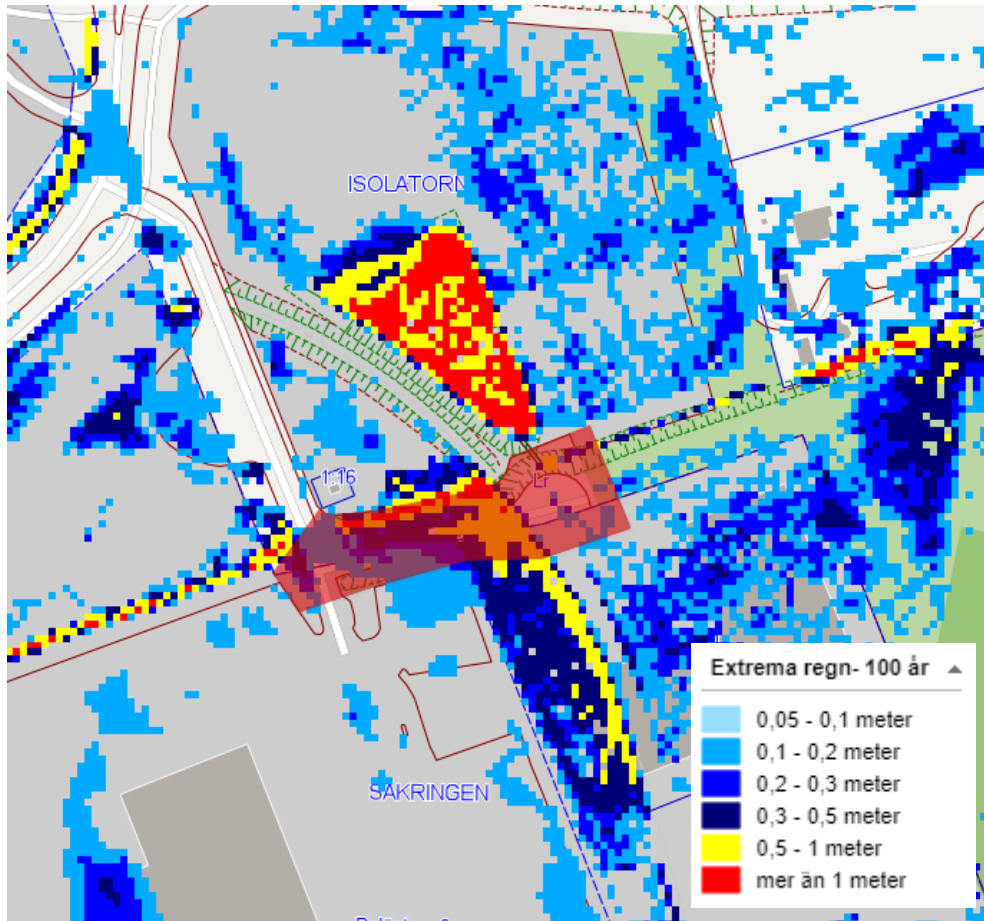 ISOLATORN
1:16
Lr
SÄKRINGEN
Extrema regn- 100 år
0,05 - 0,1 meter
0,1 - 0,2 meter
0,2 - 0,3 meter
0,3 - 0,5 meter
0,5 - 1 meter
mer än 1 meter